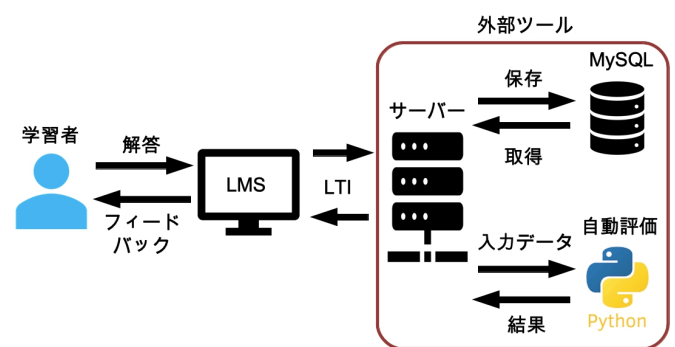 外部ツール
MySQL
保存
サーバー
取得
学習者
解答
LMS
LTI
フィード
バック
自動評価
入力データ
Python
結果